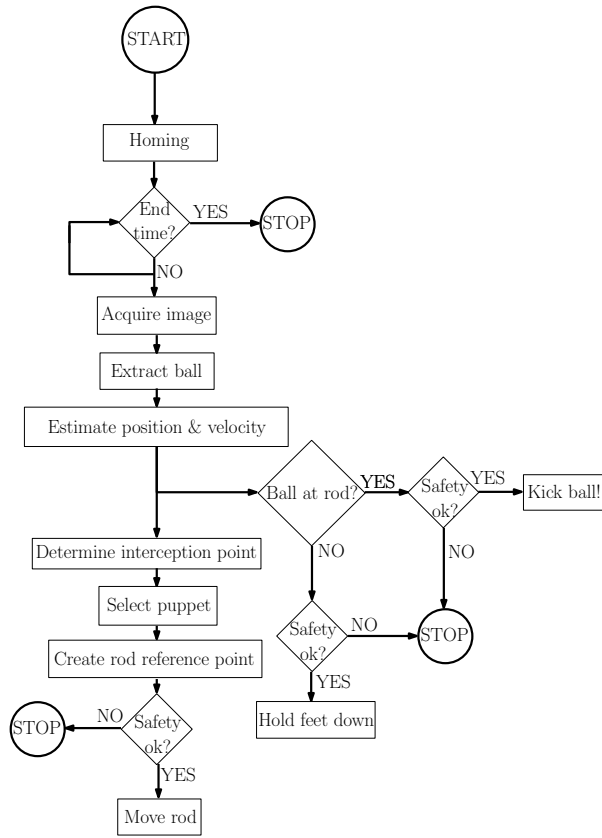 START
Homing
End
time?
YES
STOP
NO
Acquire image
Extract ball
Estimate position & velocity
Ball at rod?
YES
Safety
ok?
YES
Kick ball!
NO
NO
Determine interception point
Select puppet
Safety
ok?
NO
STOP
Create rod reference point
YES
Hold feet down
STOP
NO
Safety
ok?
YES
Move rod